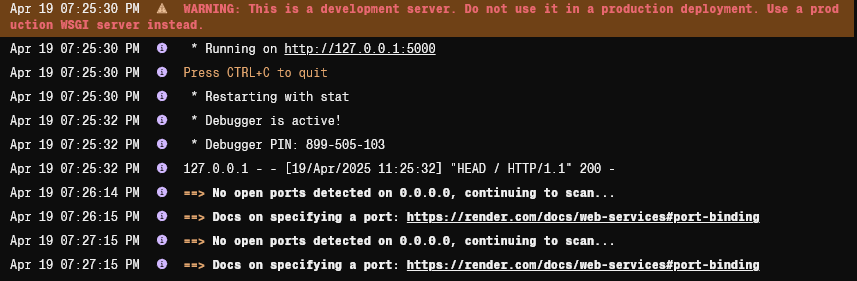 Apr 19 07:25:30 PM WARNING: This is a development server. Do not use it in a production deployment. Use a prod
uction WSGI server instead.
Apr 19 07:25:30 PM * Running on http://127.0.0.1:5000
Apr 19 07:25:30 PM Press CTRL+C to quit
Apr 19 07:25:30 PM * Restarting with stat
Apr 19 07:25:32 PM * Debugger is active!
Apr 19 07:25:32 PM * Debugger PIN: 899-505-103
Apr 19 07:25:32 PM 127.0.0.1 - - [19/Apr/2025 11:25:32] "HEAD / HTTP/1.1" 200 -
Apr 19 07:26:14 PM ==> No open ports detected on 0.0.0.0, continuing to scan...
Apr 19 07:26:15 PM ==> Docs on specifying a port: https://render.com/docs/web-services#port-binding
Apr 19 07:27:15 PM ==> No open ports detected on 0.0.0.0, continuing to scan...
Apr 19 07:27:15 PM ==> Docs on specifying a port: https://render.com/docs/web-services#port-binding